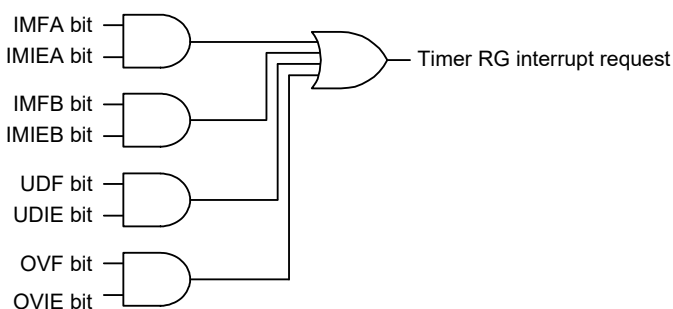 IMFA bit
IMIEA bit
Timer RG interrupt request
IMFB bit
IMIEB bit
UDF bit
UDIE bit
OVF bit
OVIE bit